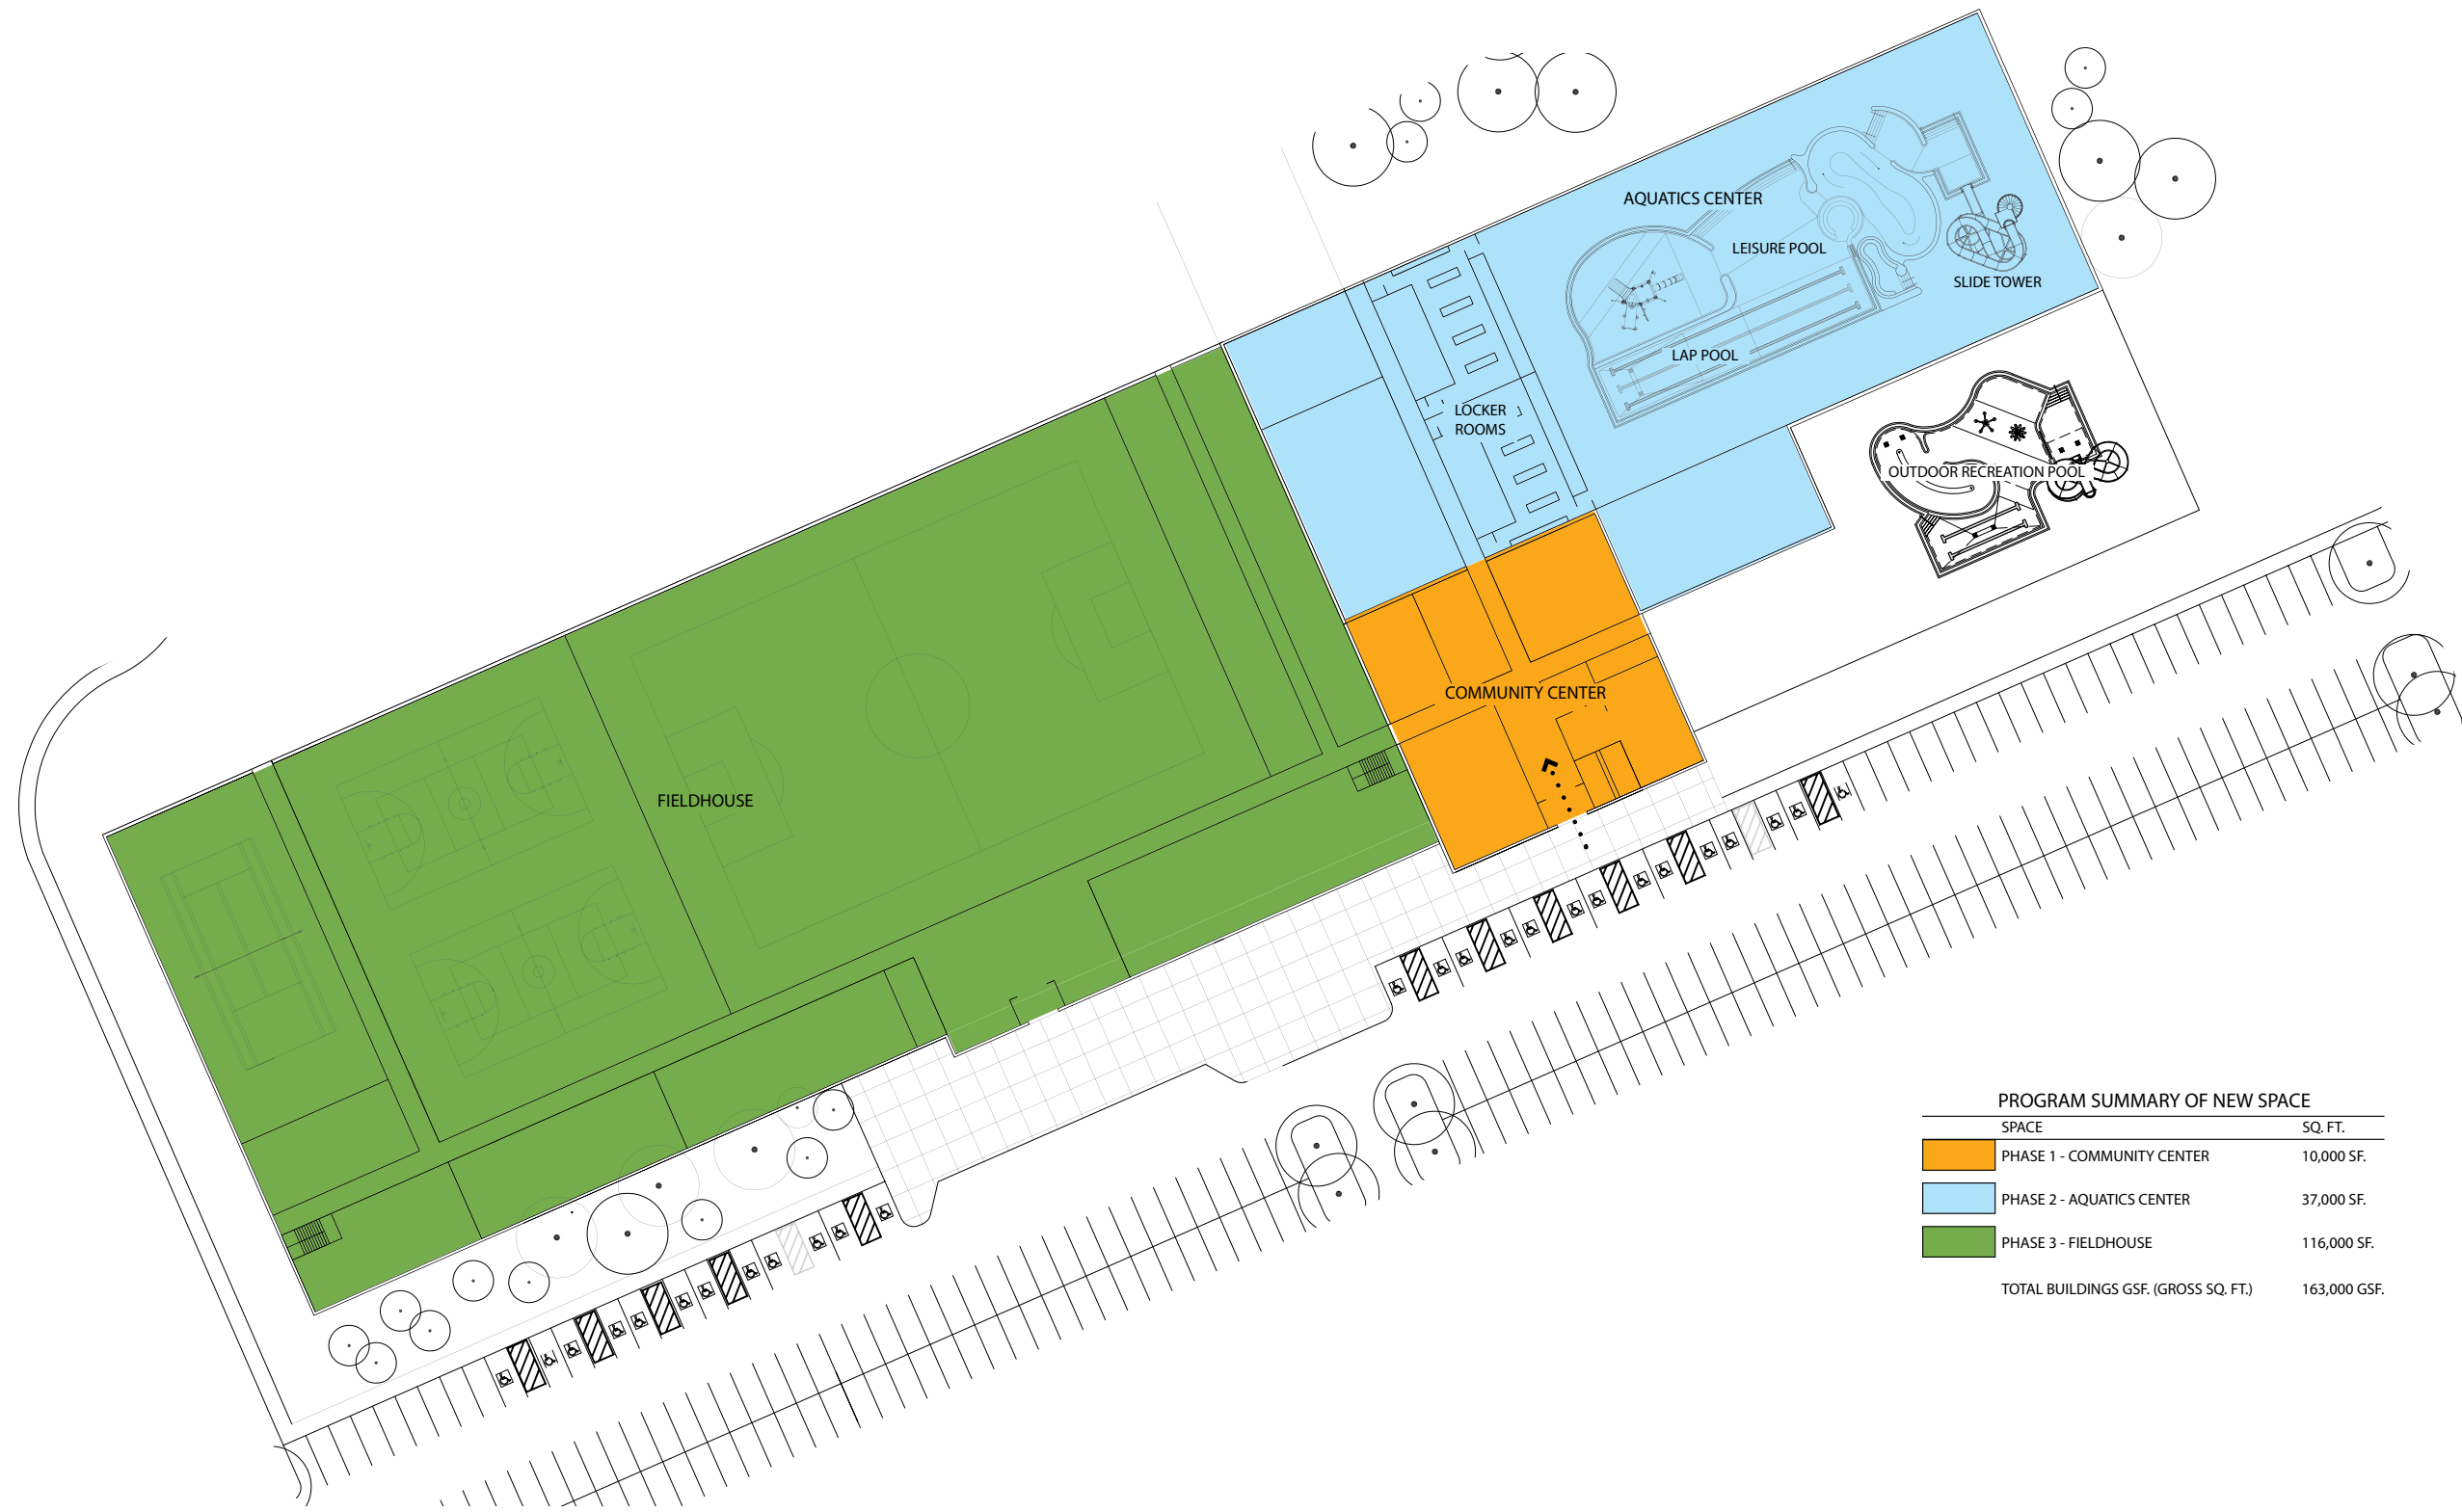 AQUATICS CENTER
LEISURE POOL
SLIDE TOWER
LAP POOL
LOCKER
ROOMS
OUTDOOR RECREATION POOL
COMMUNITY CENTER
FIELDHOUSE
PROGRAM SUMMARY OF NEW SPACE
SPACE SQ. FT.
PHASE 1 - COMMUNITY CENTER 10,000 SF.
PHASE 2 - AQUATICS CENTER 37,000 SF.
PHASE 3 - FIELDHOUSE 116,000 SF.
TOTAL BUILDINGS GSF. (GROSS SQ. FT.) 163,000 GSF.